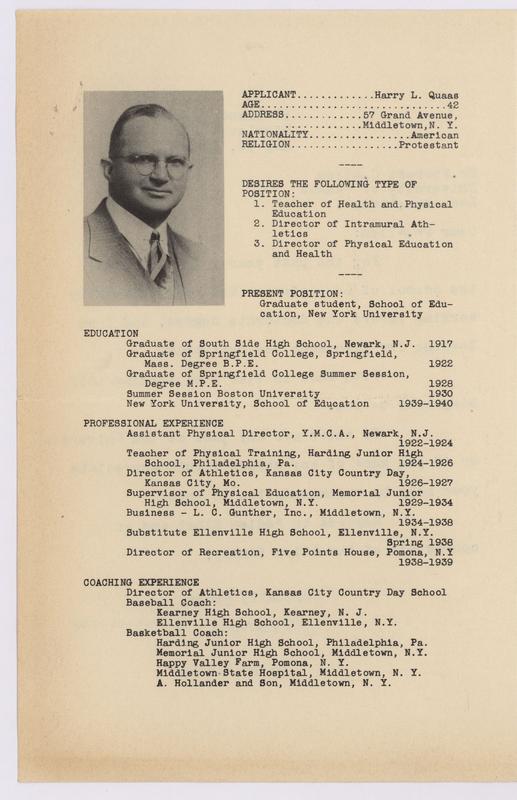 APPLICANT.............Harry L. Quaas
AGE...............................42
ADDRESS.............57 Grand Avenue,
.............Middletown,N. Y.
NATIONALITY.................American
RELIGION..................Protestant
----
DESIRES THE FOLLOWING TYPE OF
POSITION:
1. Teacher of Health and Physical
Education
2. Director of Intramural Ath-
letics
3. Director of Physical Education
and Health
----
PRESENT POSITION:
Graduate student, School of Edu-
cation, New York University
EDUCATION
Graduate of South Side High School, Newark, N.J. 1917
Graduate of Springfield College, Springfield,
Mass. Degree B.P.E. 1922
Graduate of Springfield College Summer Session,
Degree M.P.E. 1928
Summer Session Boston University 1930
New York University, School of Education 1939-1940
PROFESSIONAL EXPERIENCE
Assistant Physical Director, Y.M.C.A., Newark, N.J.
1922-1924
Teacher of Physical Training, Harding Junior High
School, Philadelphia, Pa. 1924-1926
Director of Athletics, Kansas City Country Day,
Kansas City, Mo. 1926-1927
Supervisor of Physical Education, Memorial Junior
High School, Middletown, N.Y. 1929-1934
Business - L. C. Gunther, Inc., Middletown, N.Y.
1934-1938
Substitute Ellenville High School, Ellenville, N.Y.
Spring 1938
Director of Recreation, Five Points House, Pomona, N.Y
1938-1939
COACHING EXPERIENCE
Director of Athletics, Kansas City Country Day School
Baseball Coach:
Kearney High School, Kearney, N. J.
Ellenville High School, Ellenville, N.Y.
Basketball Coach:
Harding Junior High School, Philadelphia, Pa.
Memorial Junior High School, Middletown, N.Y.
Happy Valley Farm, Pomona, N. Y.
Middletown State Hospital, Middletown, N. Y.
A. Hollander and Son, Middletown, N. Y.